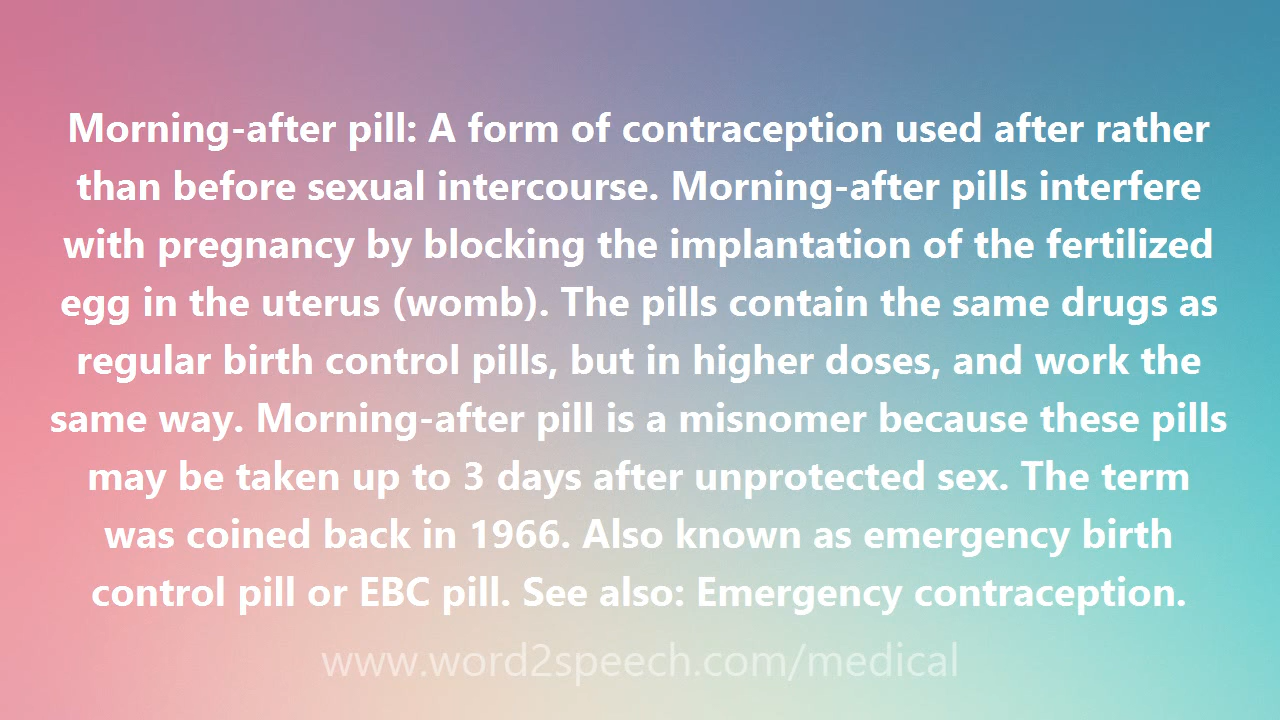 Morning-after pill: A form of contraception used after rather
than before sexual intercourse. Morning-after pills interfere
with pregnancy by blocking the implantation of the fertilized
egg in the uterus (womb). The pills contain the same drugs as
regular birth control pills, but in higher doses, and work the
same way. Morning-after pill is a misnomer because these pills
may be taken up to 3 days after unprotected sex. The term
was coined back in 1966. Also known as emergency birth
control pill or EBC pill. See also: Emergency contraception.
www.word2speech.com/medical